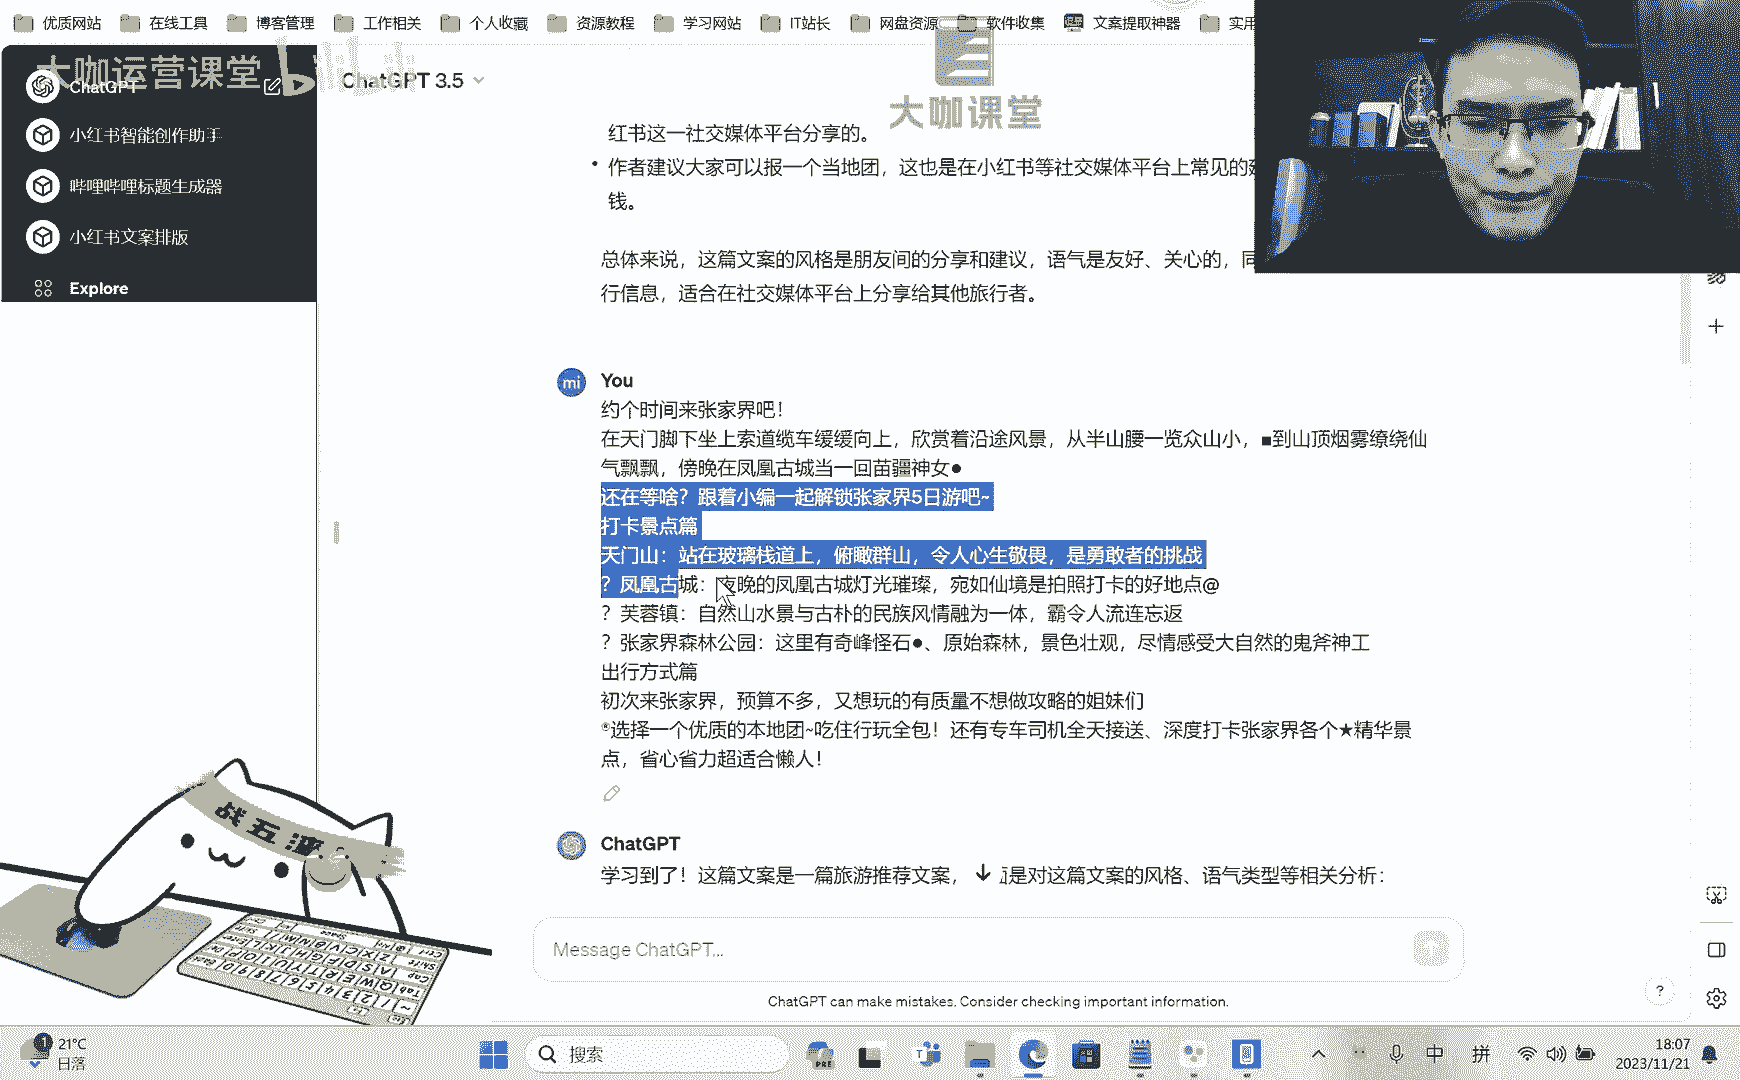 优质网站
在线工具
博客管理
工作相关
个人收藏
资源教程
学习网站
IT站长
网盘资源
软件收集
文案提取神器
实用
大咖运营课堂
ChatGPT
小红书智能创作助手
哔哩哔哩标题生成器
小红书文案排版
Explore
ChatGPT 3.5
大咖课堂
红书这一社交媒体平台分享的。
• 作者建议大家可以报一个当地团，这也是在小红书等社交媒体平台上常见的
钱。
总体来说，这篇文案的风格是朋友间的分享和建议，语气是友好、关心的，同
行信息，适合在社交媒体平台上分享给其他旅行者。
mi
You
约个时间来张家界吧！
在天门脚下坐上索道缆车缓缓向上，欣赏着沿途风景，从半山腰一览众山小，■到山顶烟雾缭绕仙
气飘飘，傍晚在凤凰古城当一回苗疆神女●
还在等啥？跟着小编一起解锁张家界5日游吧~
打卡景点篇
天门山：站在玻璃栈道上，俯瞰群山，令人心生敬畏，是勇敢者的挑战
？凤凰古城：夜晚的凤凰古城灯光璀璨，宛如仙境是拍照打卡的好地点@
？芙蓉镇：自然山水景与古朴的民族风情融为一体，霸令人流连忘返
？张家界森林公园：这里有奇峰怪石●、原始森林，景色壮观，尽情感受大自然的鬼斧神工
出行方式篇
初次来张家界，预算不多，又想玩的有质量不想做攻略的姐妹们
*选择一个优质的本地团~吃住行玩全包！还有专车司机全天接送、深度打卡张家界各个★精华景
点，省心省力超适合懒人！
ChatGPT
学习到了！这篇文案是一篇旅游推荐文案，是对这篇文案的风格、语气类型等相关分析：
Message ChatGPT...
ChatGPT can make mistakes. Consider checking important information.
?
战五渣
1
21°C
日落
搜索
PRE
中
拼
18:07
2023/11/21